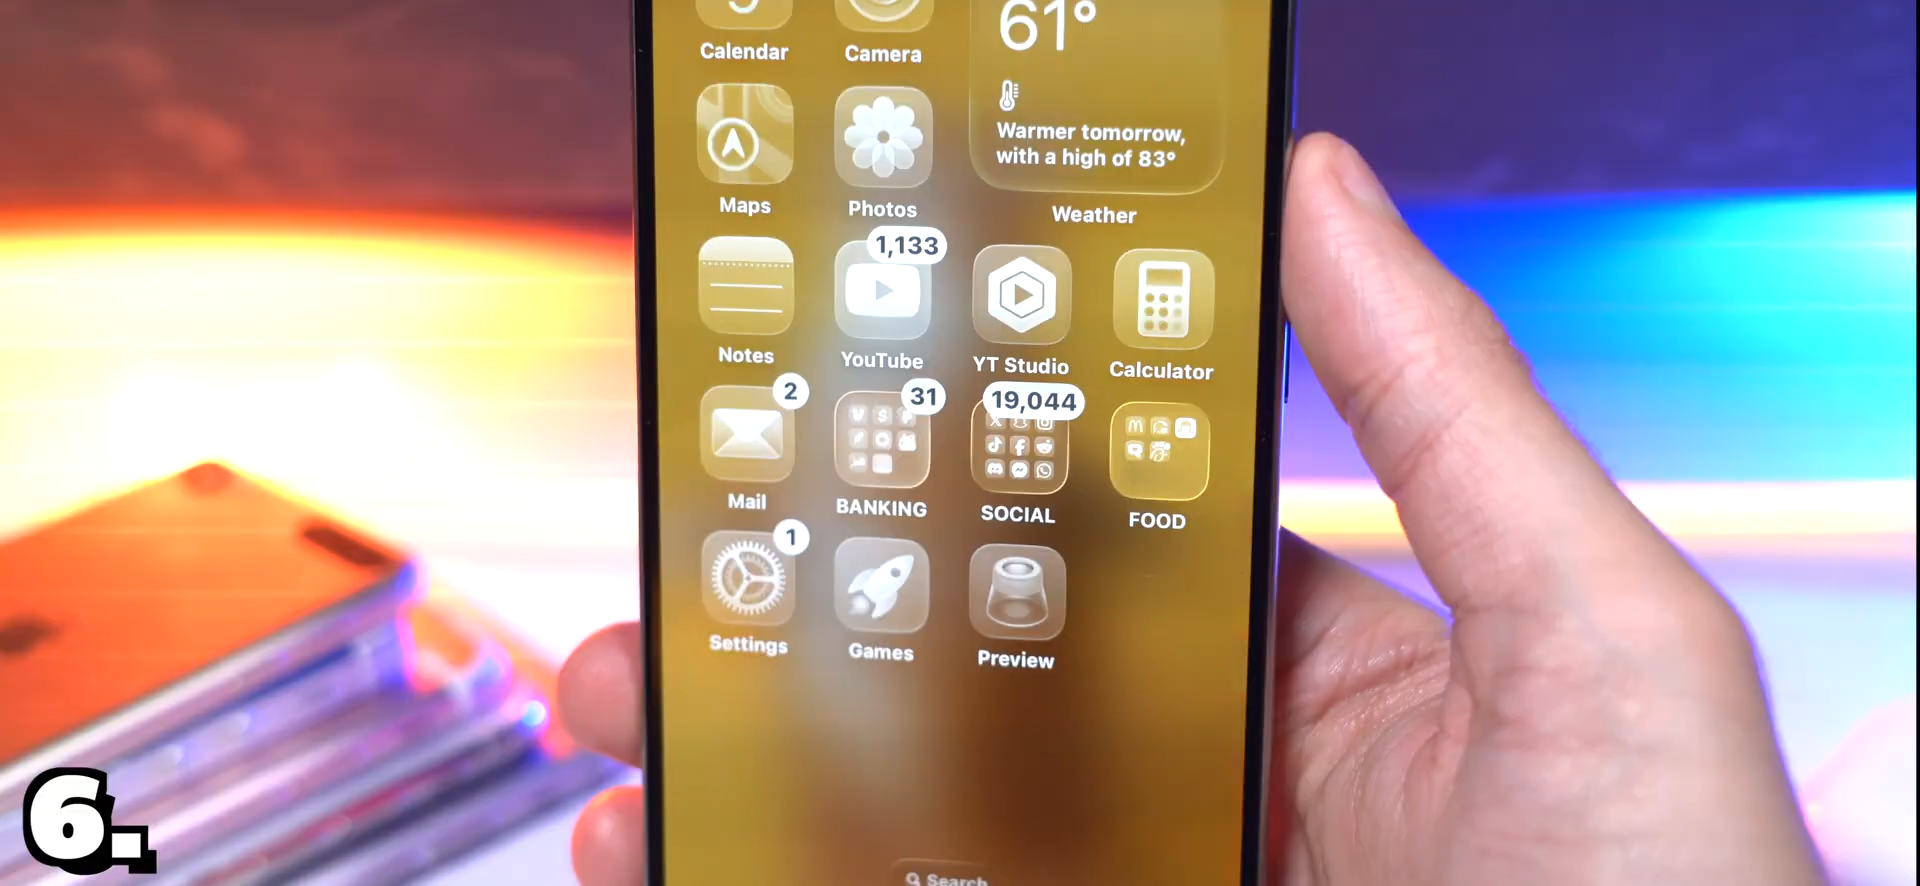 61°
Calendar
Camera
Warmer tomorrow,
with a high of 83°
Maps
Photos
Weather
1,133
Notes
YouTube
YT Studio
Calculator
2
31
19,044
Mail
BANKING
SOCIAL
FOOD
1
Settings
Games
Preview
Search
6.